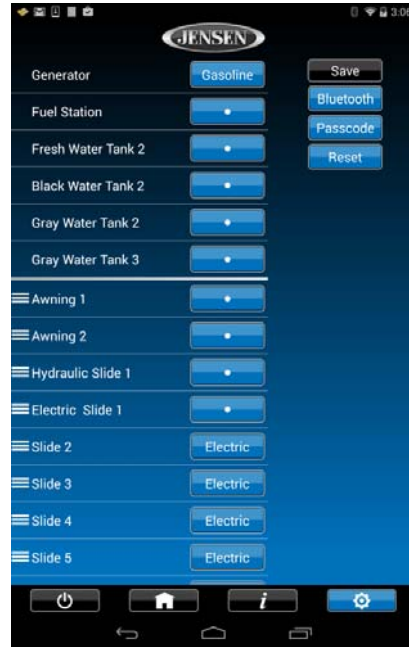 3:06
JENSEN
Generator
Gasoline
Save
Fuel Station
Bluetooth
Passcode
Fresh Water Tank 2
Reset
Black Water Tank 2
Gray Water Tank 2
Gray Water Tank 3
Awning 1
Awning 2
Hydraulic Slide 1
Electric Slide 1
Slide 2
Electric
Slide 3
Electric
Slide 4
Electric
Slide 5
Electric
i